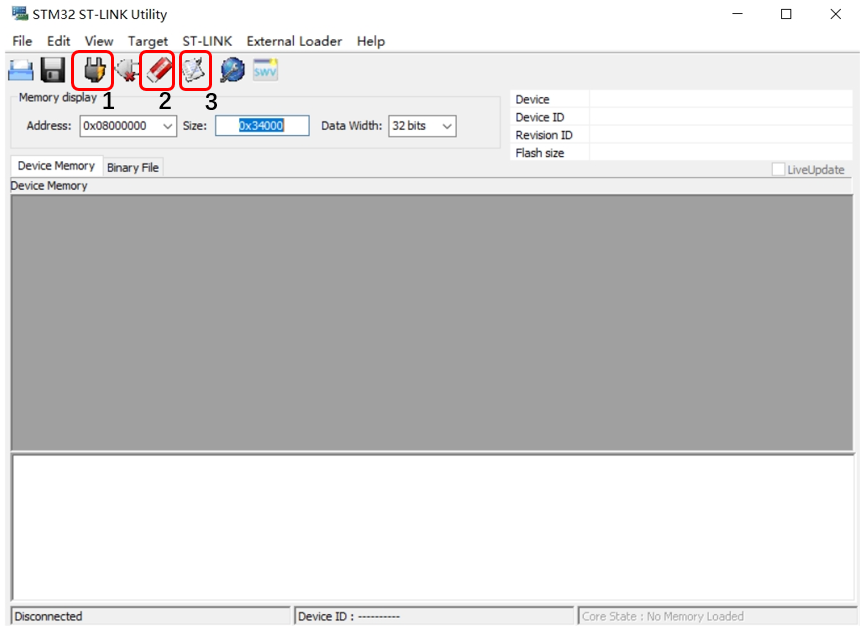 STM32 ST-LINK Utility
File Edit View Target ST-LINK External Loader Help
SWV
1 2 3
Memory display
Address: 0x08000000 Size: 0x34000 Data Width: 32 bits
Device
Device ID
Revision ID
Flash size
LiveUpdate
Device Memory Binary File
Device Memory
Disconnected Device ID : ---------- Core State : No Memory Loaded